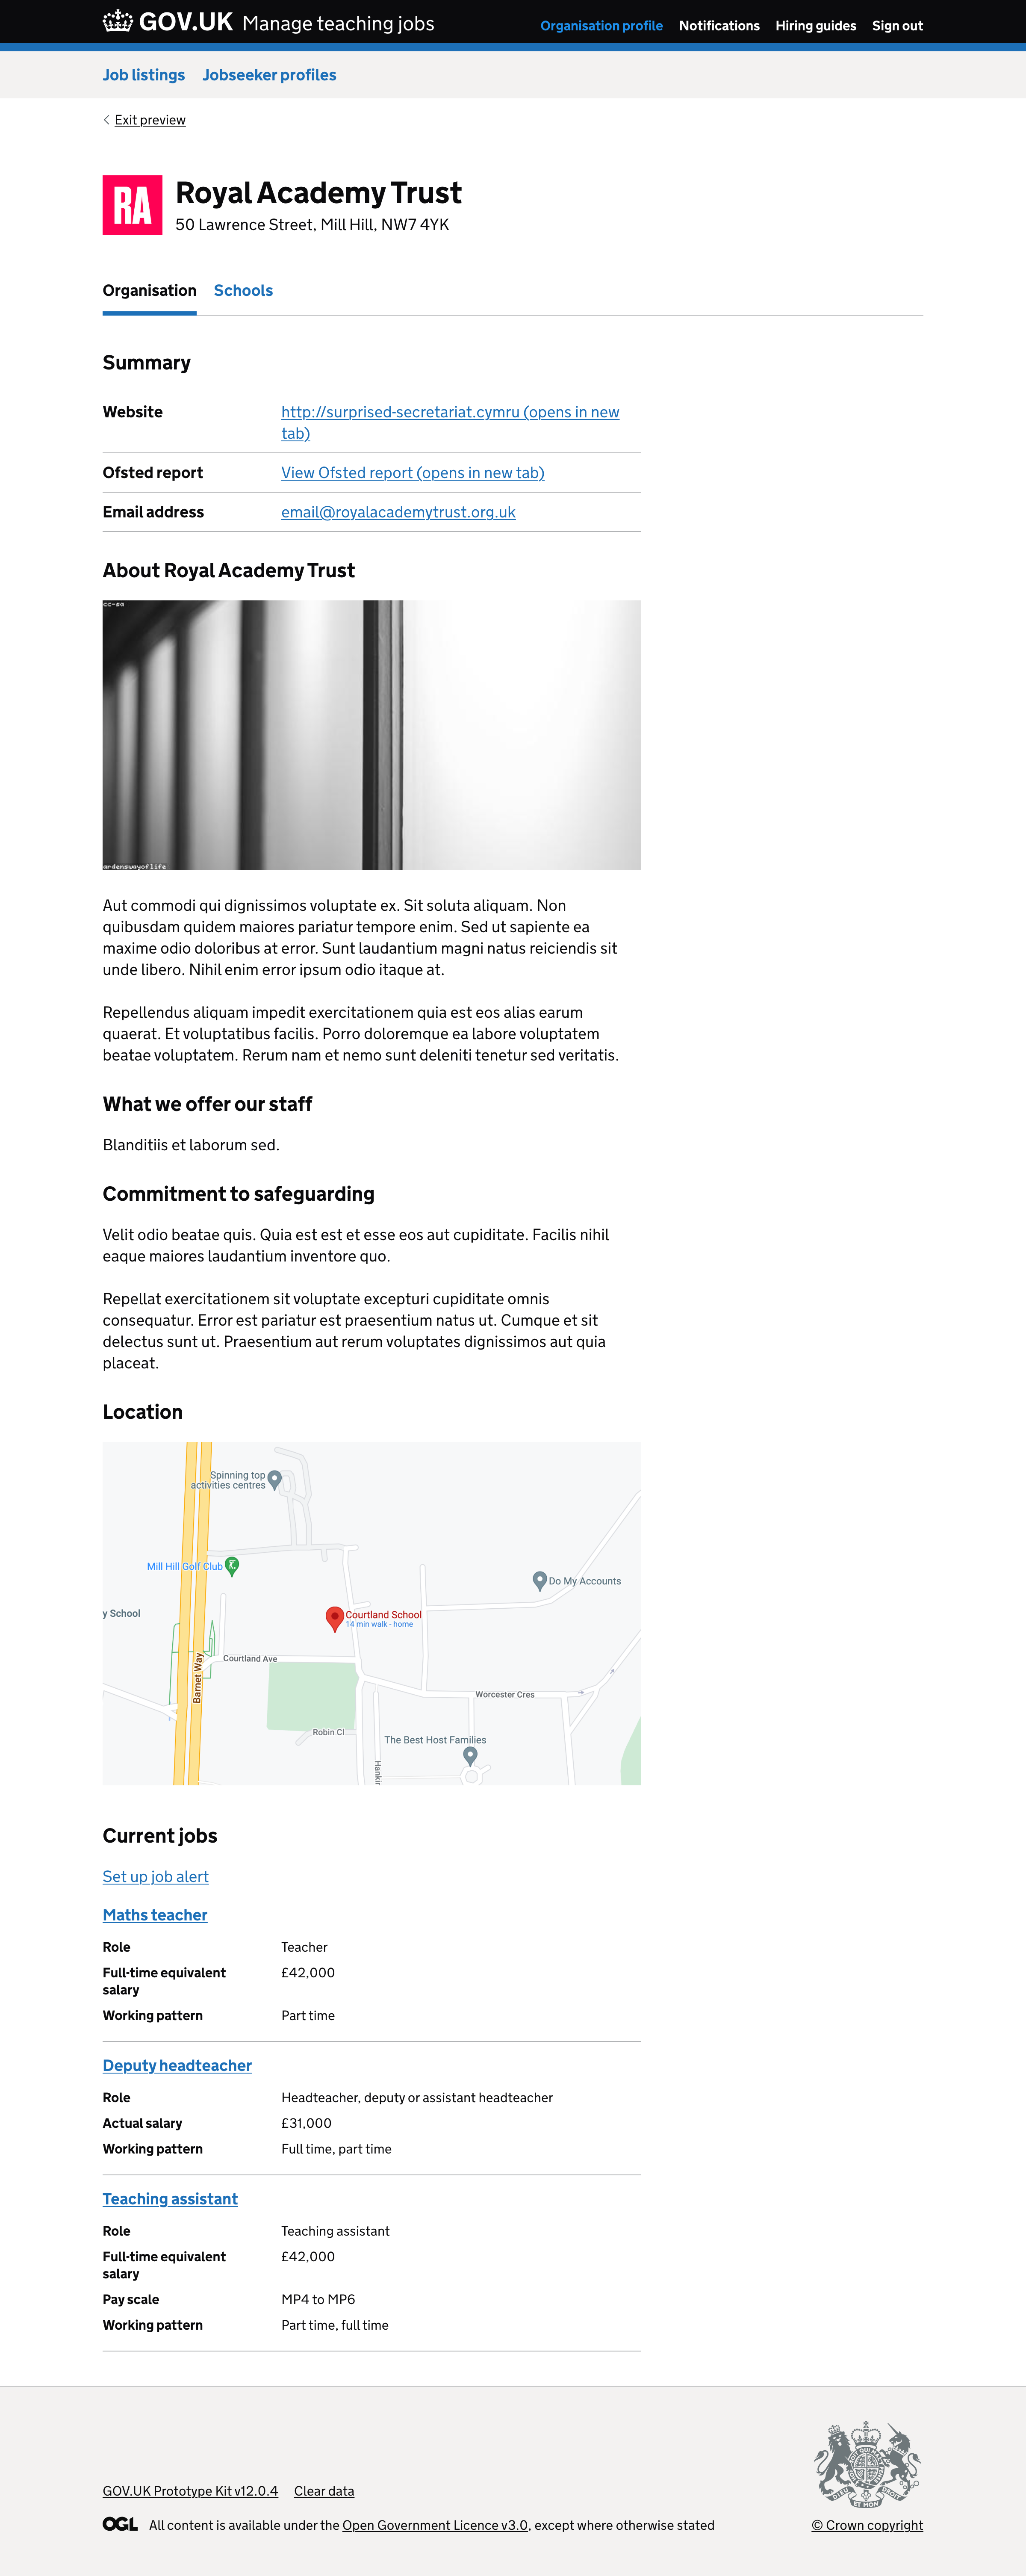 GOV.UK Manage teaching jobs
Organisation profile Notifications Hiring guides Sign out
Job listings Jobseeker profiles
Exit preview
RA
Royal Academy Trust
50 Lawrence Street, Mill Hill, NW7 4YK
Organisation Schools
Summary
Website http://surprised-secretariat.cymru (opens in new
tab)
Ofsted report View Ofsted report (opens in new tab)
Email address email@royalacademytrust.org.uk
About Royal Academy Trust
cc-sa
ardenswayoflife
Aut commodi qui dignissimos voluptate ex. Sit soluta aliquam. Non
quibusdam quidem maiores pariatur tempore enim. Sed ut sapiente ea
maxime odio doloribus at error. Sunt laudantium magni natus reiciendis sit
unde libero. Nihil enim error ipsum odio itaque at.
Repellendus aliquam impedit exercitationem quia est eos alias earum
quaerat. Et voluptatibus facilis. Porro doloremque ea labore voluptatem
beatae voluptatem. Rerum nam et nemo sunt deleniti tenetur sed veritatis.
What we offer our staff
Blanditiis et laborum sed.
Commitment to safeguarding
Velit odio beatae quis. Quia est est et esse eos aut cupiditate. Facilis nihil
eaque maiores laudantium inventore quo.
Repellat exercitationem sit voluptate excepturi cupiditate omnis
consequatur. Error est pariatur est praesentium natus ut. Cumque et sit
delectus sunt ut. Praesentium aut rerum voluptates dignissimos aut quia
placeat.
Location
Spinning top
activities centres
Mill Hill Golf Club
Do My Accounts
y School
Courtland School
14 min walk - home
Courtland Ave
Barnet Way
Worcester Cres
Robin Cl
The Best Host Families
Hankin
Current jobs
Set up job alert
Maths teacher
Role Teacher
Full-time equivalent £42,000
salary
Working pattern Part time
Deputy headteacher
Role Headteacher, deputy or assistant headteacher
Actual salary £31,000
Working pattern Full time, part time
Teaching assistant
Role Teaching assistant
Full-time equivalent £42,000
salary
Pay scale MP4 to MP6
Working pattern Part time, full time
GOV.UK Prototype Kit v12.0.4 Clear data
OGL All content is available under the Open Government Licence v3.0, except where otherwise stated
© Crown copyright